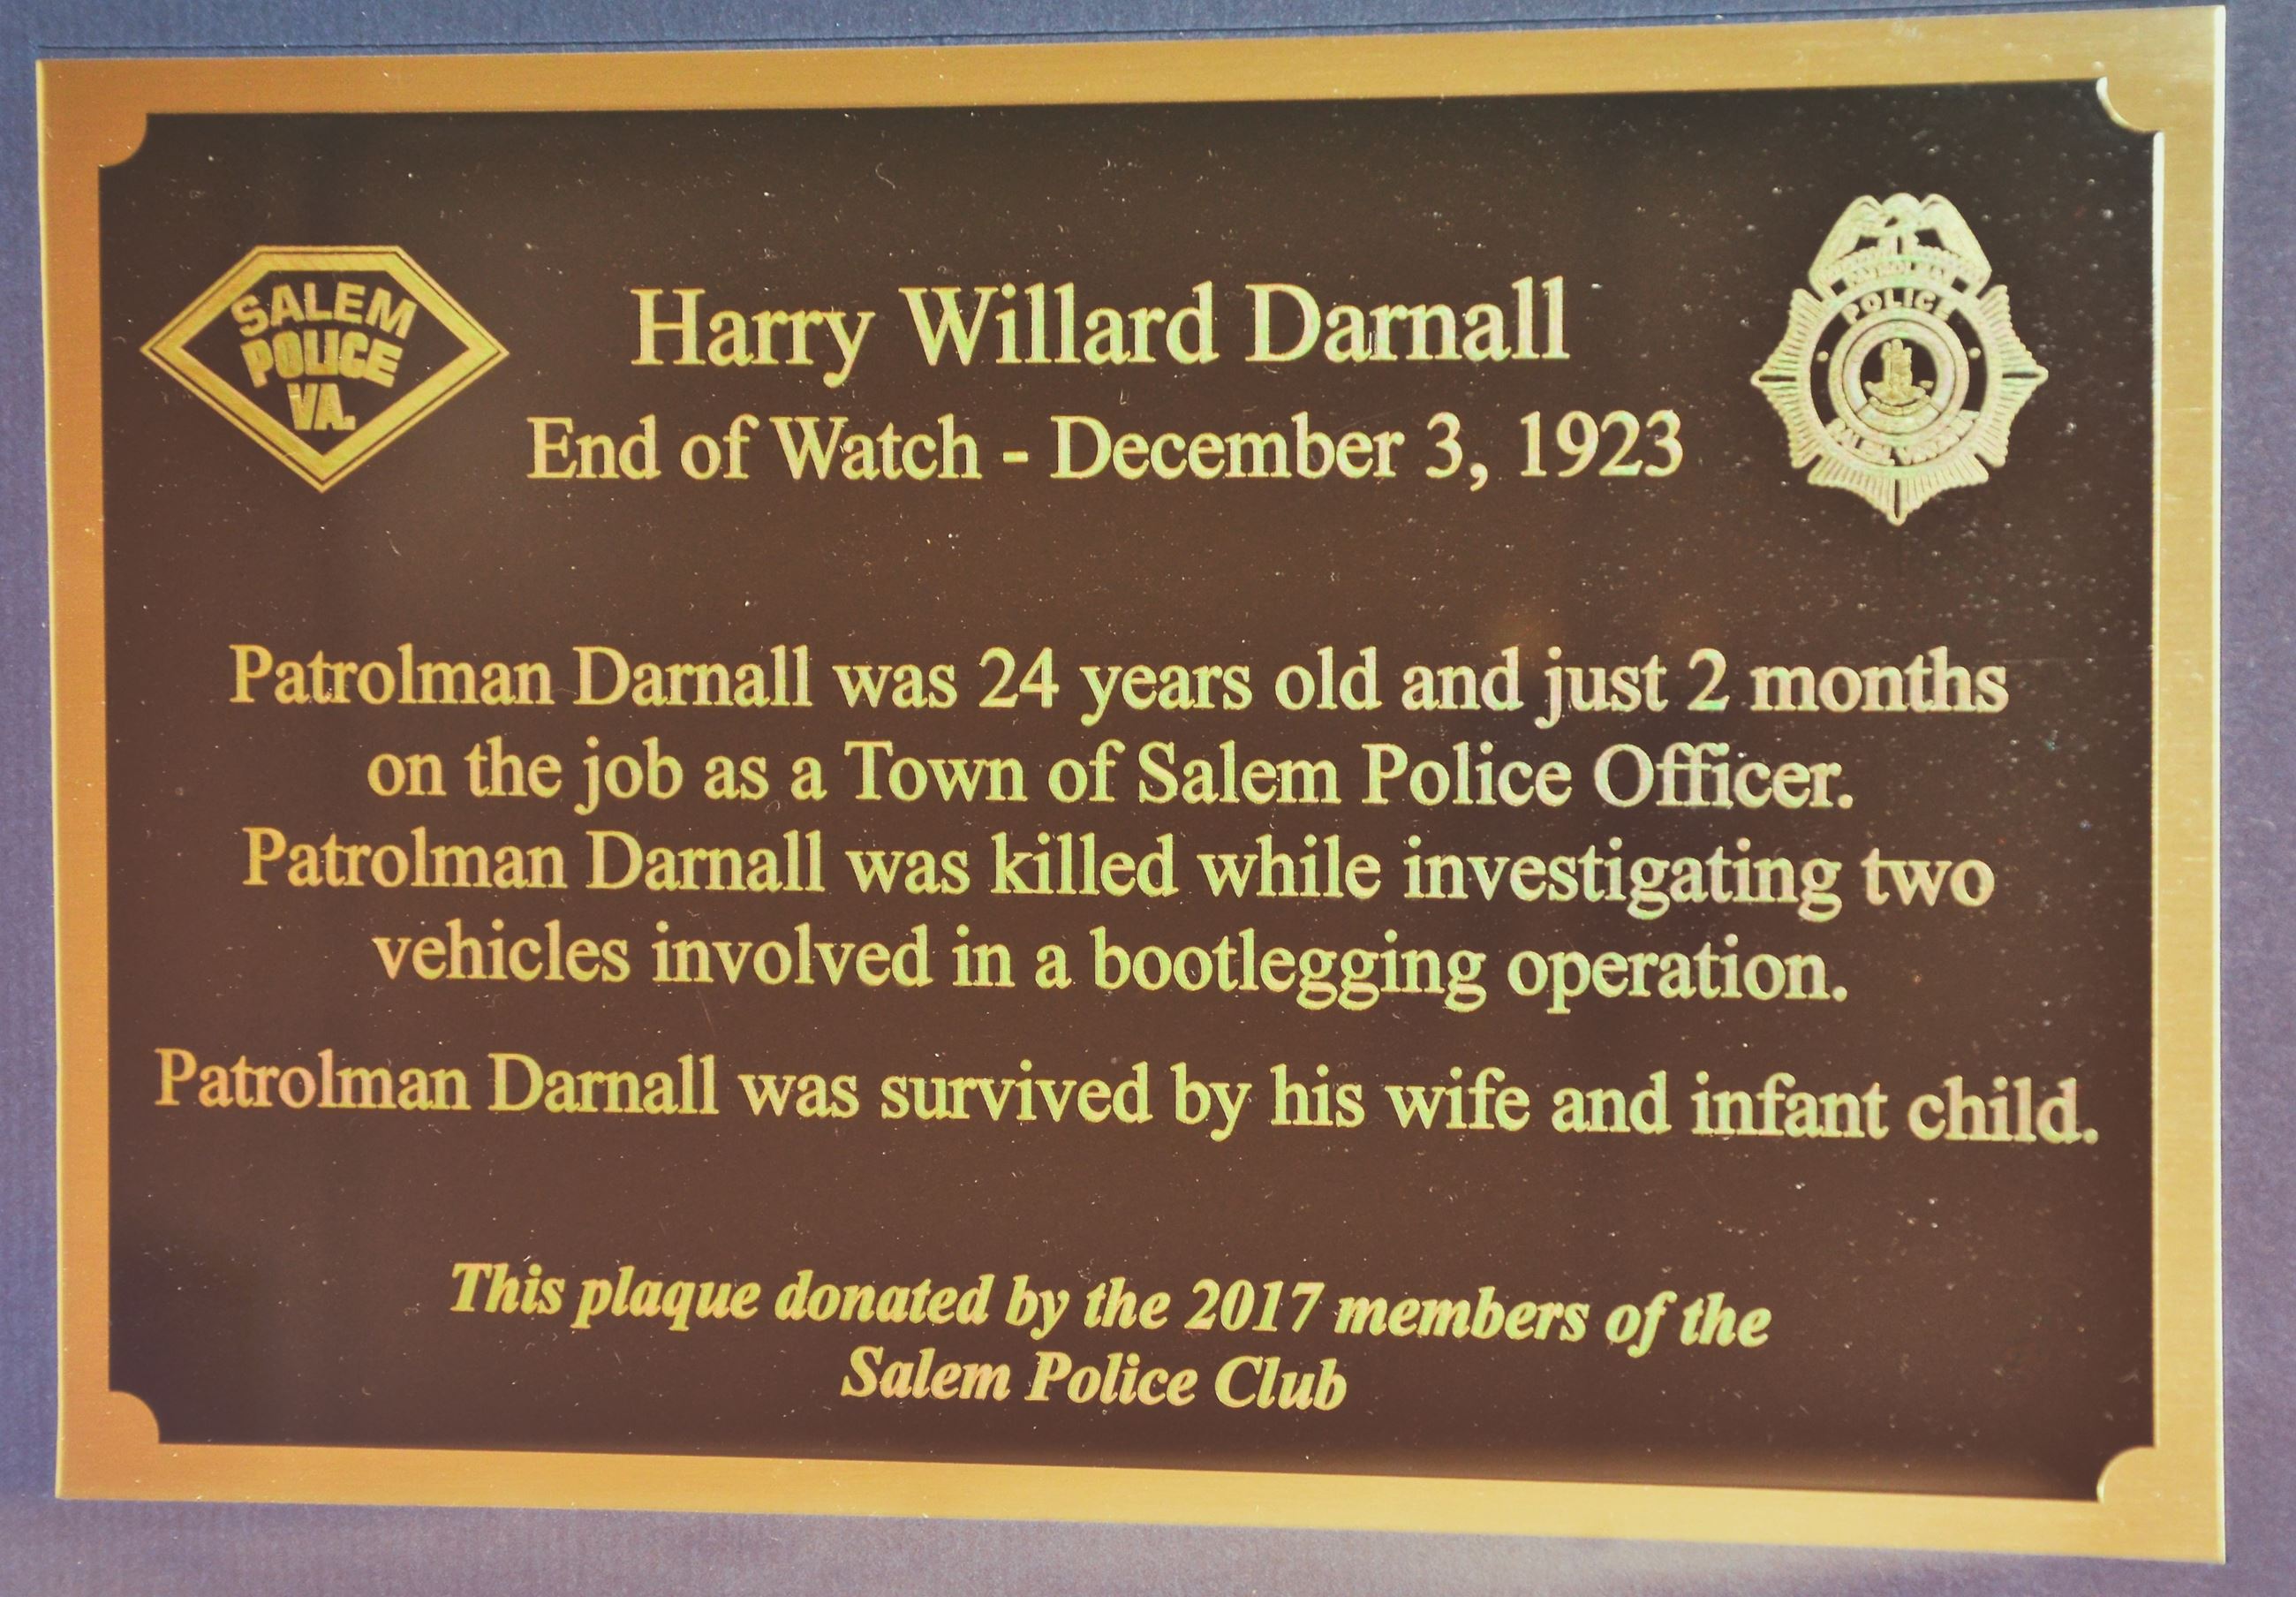 SALEM
POLICE
VA.
Harry Willard Darnall
End of Watch - December 3, 1923
PATROLMAN
POLICE
SALEM, VIRGINIA
Patrolman Darnall was 24 years old and just 2 months
on the job as a Town of Salem Police Officer.
Patrolman Darnall was killed while investigating two
vehicles involved in a bootlegging operation.
Patrolman Darnall was survived by his wife and infant child.
This plaque donated by the 2017 members of the
Salem Police Club